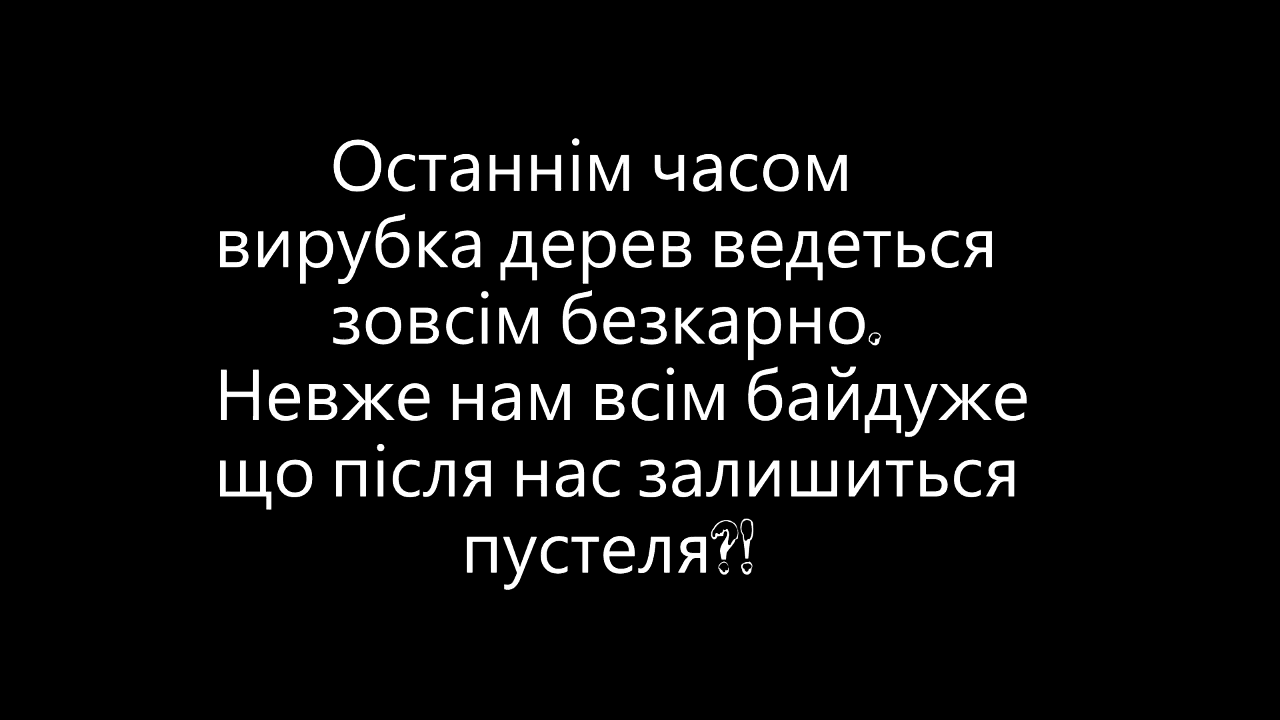 Останнім часом
вирубка дерев ведеться
зовсім безкарно.
Невже нам всім байдуже
що після нас залишиться
пустеля?!